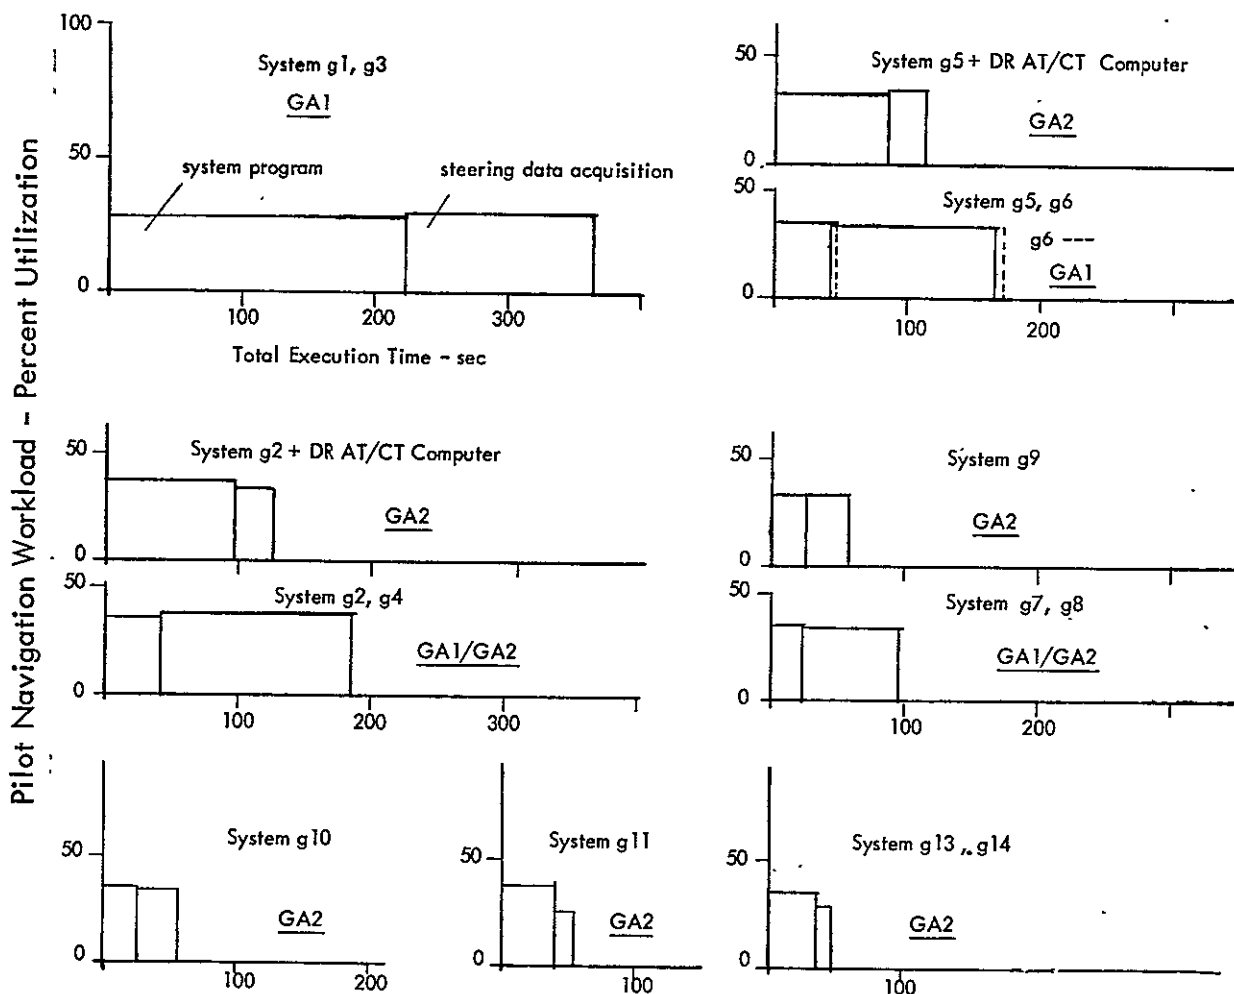 Pilot Navigation Workload - Percent Utilization
100
50
0
System g1, g3
GA1
system program
steering data acquisition
100
200
300
Total Execution Time - sec
50
0
System g5 + DR AT/CT Computer
GA2
50
0
System g5, g6
g6 ---
GA1
100
200
50
0
System g2 + DR AT/CT Computer
GA2
200
50
0
System g2, g4
GA1/GA2
100
200
300
50
0
System g9
GA2
100
200
50
0
System g7, g8
GA1/GA2
100
200
50
0
System g10
GA2
100
200
50
0
System g11
GA2
100
50
0
System g13, g14
GA2
100